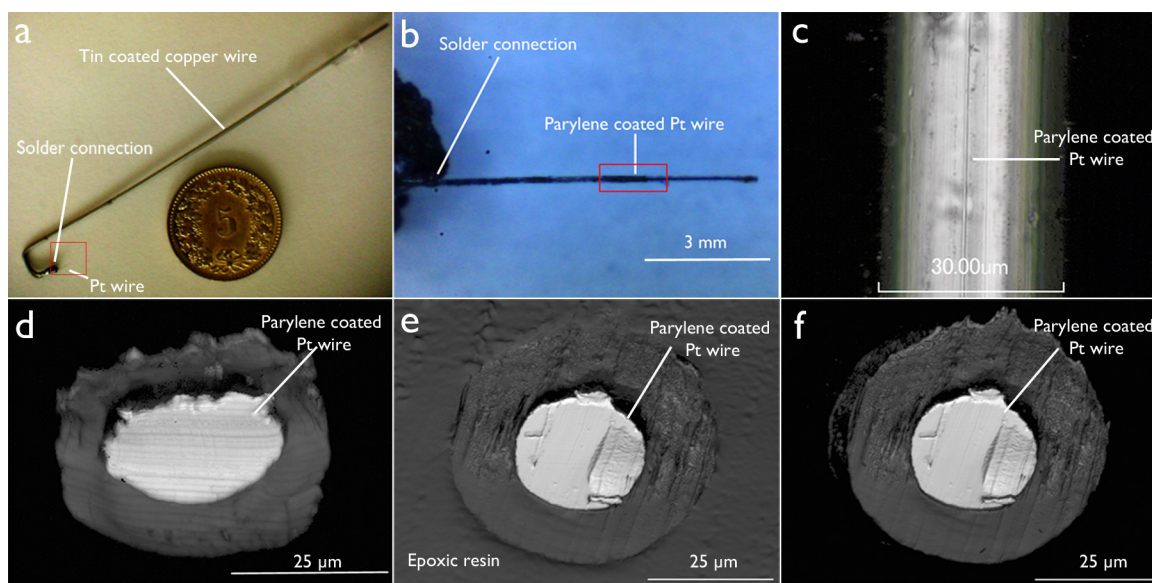 a
Tin coated copper wire
Solder connection
5
Pt wire
b
Solder connection
Parylene coated Pt wire
3 mm
c
Parylene coated
Pt wire
30.00um
d
Parylene coated
Pt wire
25 µm
e
Parylene coated
Pt wire
Epoxic resin
25 µm
f
Parylene coated
Pt wire
25 µm